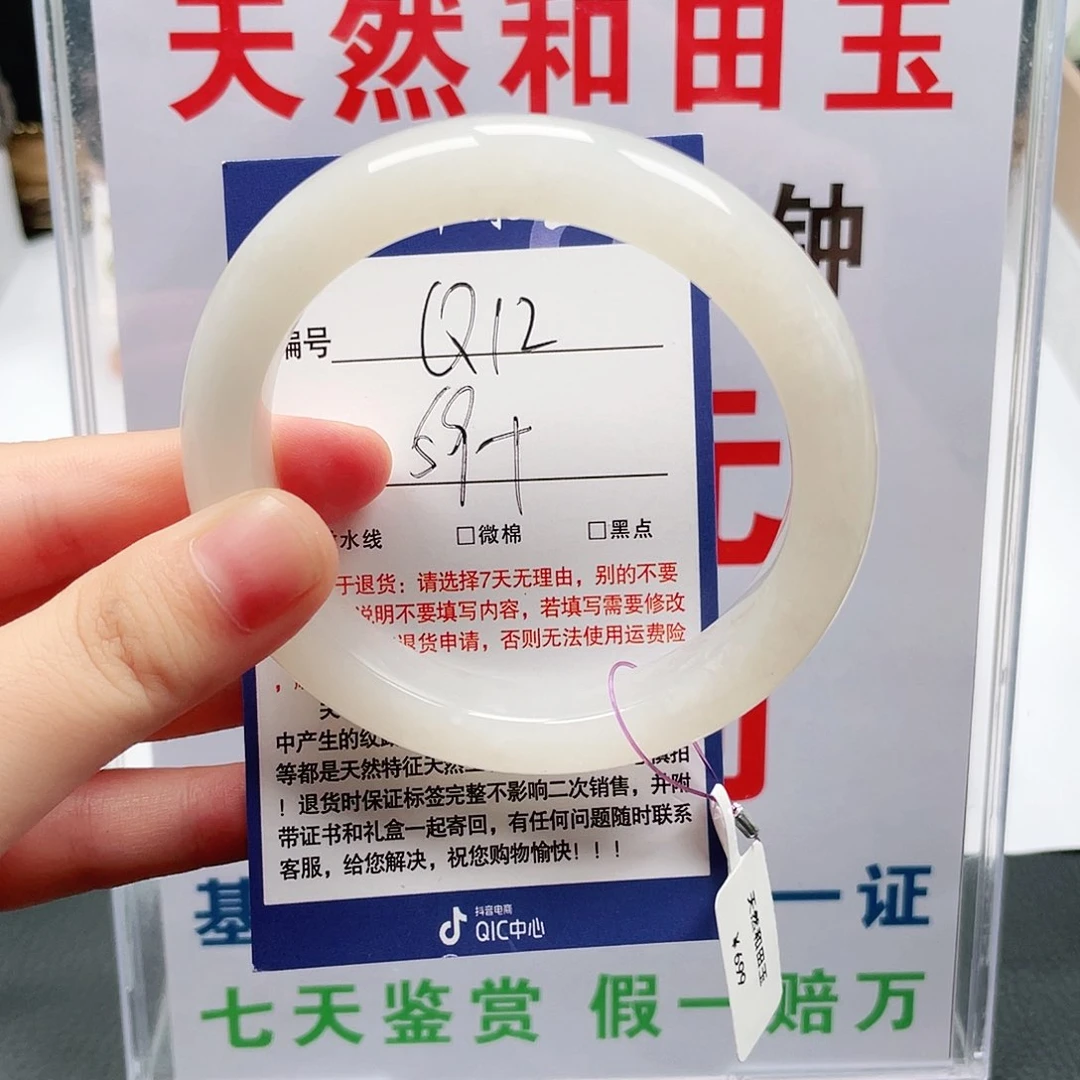 天然和田玉
钟
编号 Q12
59+
水线 □微棉 □黑点
于退货：请选择7天无理由，别的不要
说明不要填写内容，若填写需要修改
退货申请，否则无法使用运费险
元
中产生的纹
等都是天然特征天然
！退货时保证标签完整不影响二次销售，并附
带证书和礼盒一起寄回，有任何问题随时联系
客服，给您解决，祝您购物愉快！！！
抖音电商
QIC中心
天然和田玉
￥699
基 一证
七天鉴赏 假一赔万